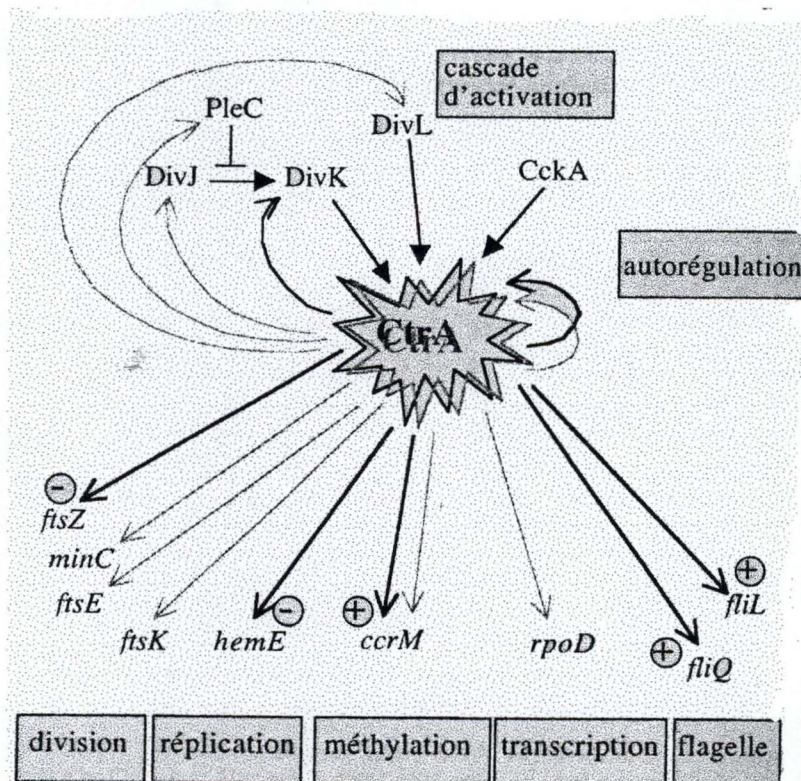 cascade
d'activation
PleC
DivL
DivJ
DivK
CckA
autorégulation
CtrA
ftsZ
minC
ftsE
ftsK
hemE
ccrM
rpoD
fliL
fliQ
division
réplication
méthylation
transcription
flagelle